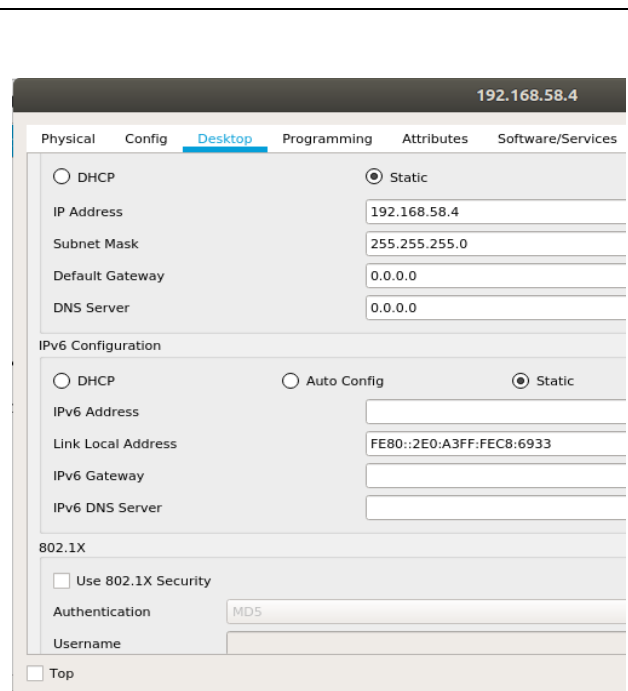 192.168.58.4
Physical Config Desktop Programming Attributes Software/Services
DHCP Static
IP Address 192.168.58.4
Subnet Mask 255.255.255.0
Default Gateway 0.0.0.0
DNS Server 0.0.0.0
IPv6 Configuration
DHCP Auto Config Static
IPv6 Address
Link Local Address FE80::2E0:A3FF:FEC8:6933
IPv6 Gateway
IPv6 DNS Server
802.1X
Use 802.1X Security
Authentication MD5
Username
Top